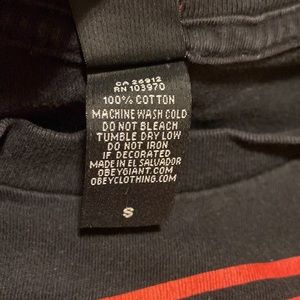 CA 26912
RN 103970
100% COTTON
MACHINE WASH COLD
DO NOT BLEACH
TUMBLE DRY LOW
DO NOT IRON
IF DECORATED
MADE IN EL SALVADOR
OBEYGIANT.COM
OBEYCLOTHING.COM
S